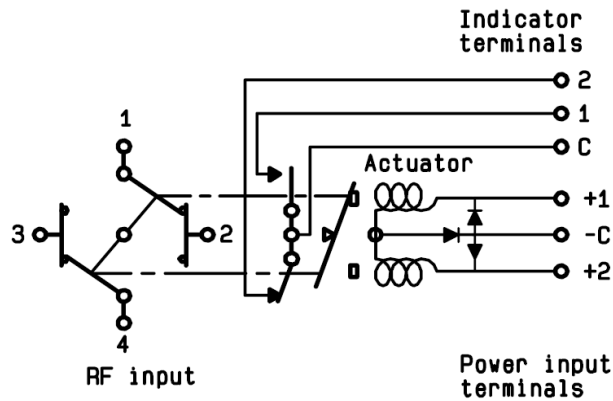 Indicator
terminals
2
1
C
1
Actuator
+1
3
2
-C
+2
4
RF input
Power input
terminals